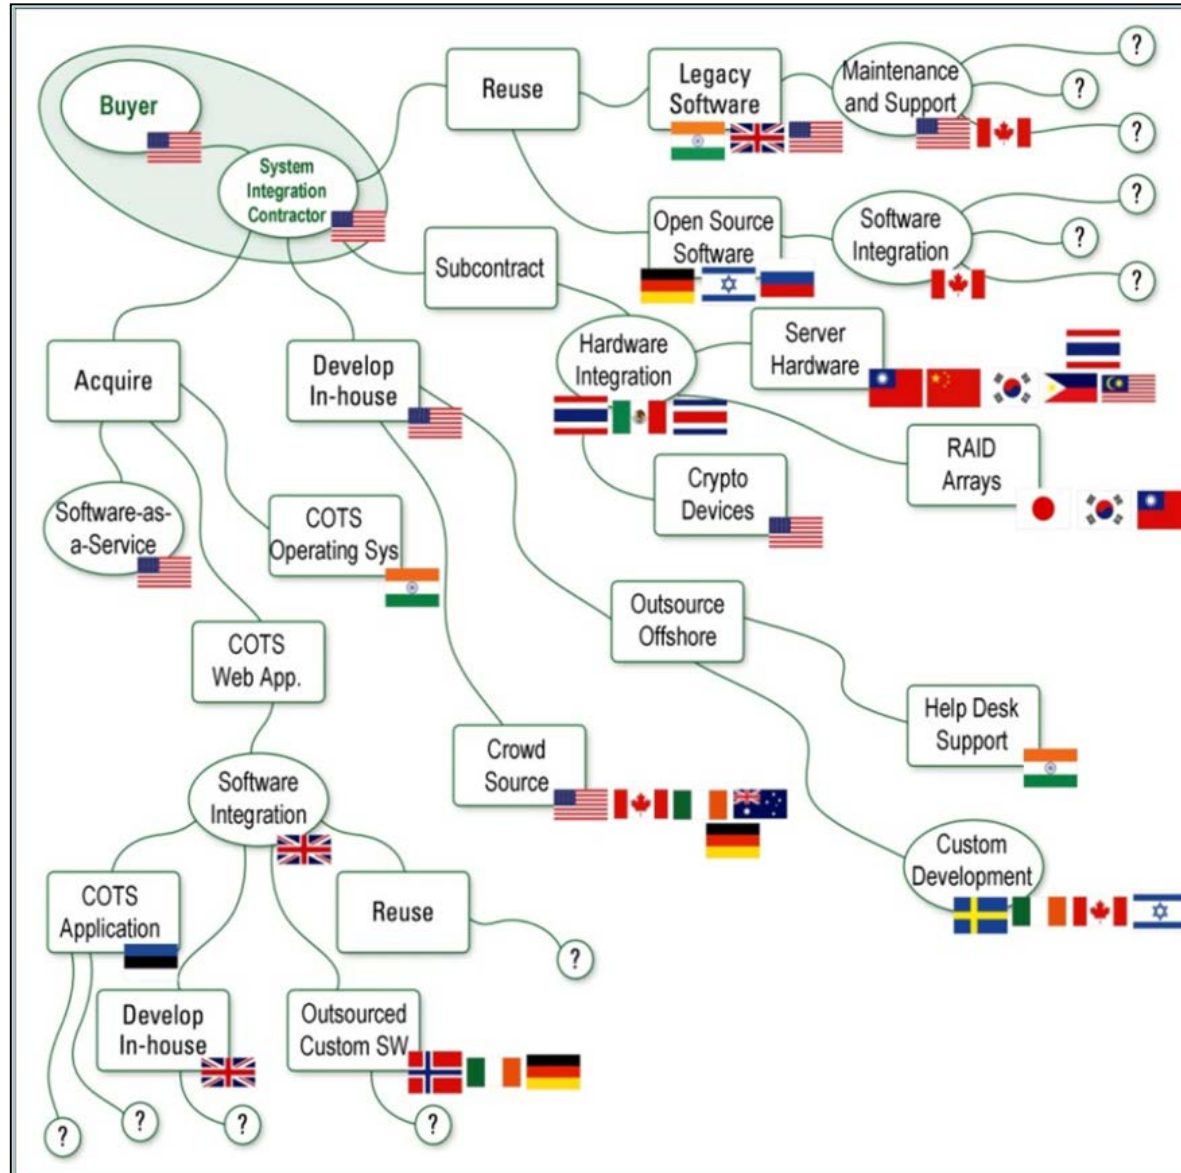 Buyer
System
Integration
Contractor
Reuse
Legacy
Software
Maintenance
and Support
?
?
?
Open Source
Software
Software
Integration
?
?
?
Subcontract
Hardware
Integration
Server
Hardware
RAID
Arrays
Crypto
Devices
Acquire
Develop
In-house
Software-as-
a-Service
COTS
Operating Sys
COTS
Web App.
Outsource
Offshore
Help Desk
Support
Crowd
Source
Custom
Development
Software
Integration
COTS
Application
Reuse
?
Develop
In-house
Outsourced
Custom SW
?
?
?
?